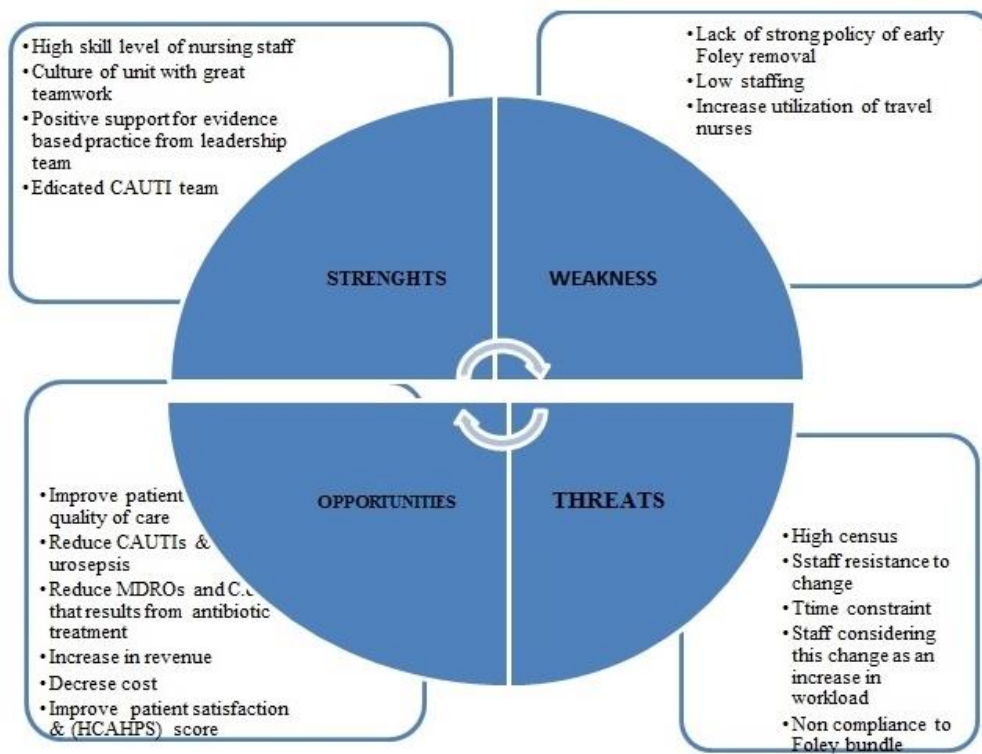 •High skill level of nursing staff
•Culture of unit with great
teamwork
•Positive support for evidence
based practice from leadership
team
•Edicated CAUTI team
•Lack of strong policy of early
Foley removal
•Low staffing
•Increase utilization of travel
nurses
STRENGHTS
WEAKNESS
OPPORTUNITIES
THREATS
•Improve patient
quality of care
•Reduce CAUTIs &
urosepsis
•Reduce MDROs and
that results from antibiotic
treatment
•Increase in revenue
•Decrese cost
•Improve patient satisfaction
& (HCAHPS) score
•High census
•Sstaff resistance to
change
•Ttime constraint
•Staff considering
this change as an
increase in
workload
•Non compliance to
Foley bundle